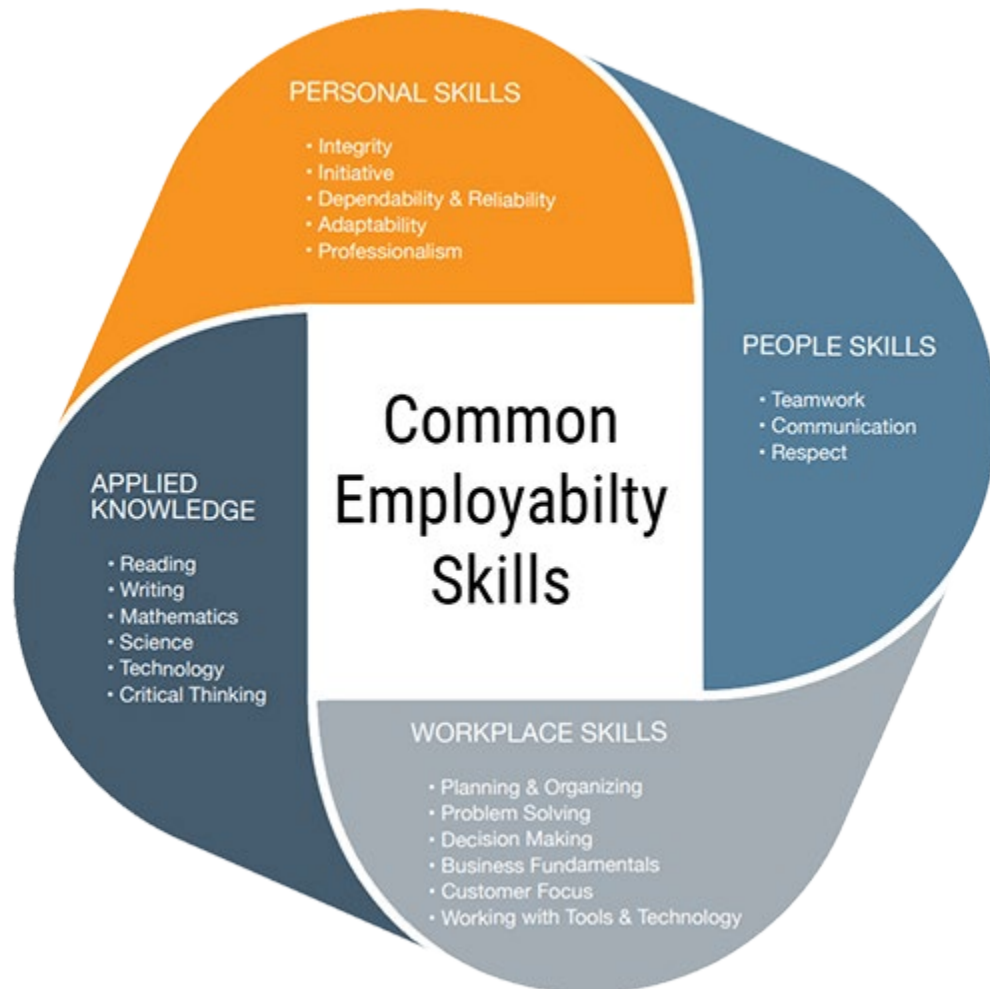 PERSONAL SKILLS
• Integrity
• Initiative
• Dependability & Reliability
• Adaptability
• Professionalism
PEOPLE SKILLS
• Teamwork
• Communication
• Respect
Common
Employabilty
Skills
APPLIED
KNOWLEDGE
• Reading
• Writing
• Mathematics
• Science
• Technology
• Critical Thinking
WORKPLACE SKILLS
• Planning & Organizing
• Problem Solving
• Decision Making
• Business Fundamentals
• Customer Focus
• Working with Tools & Technology